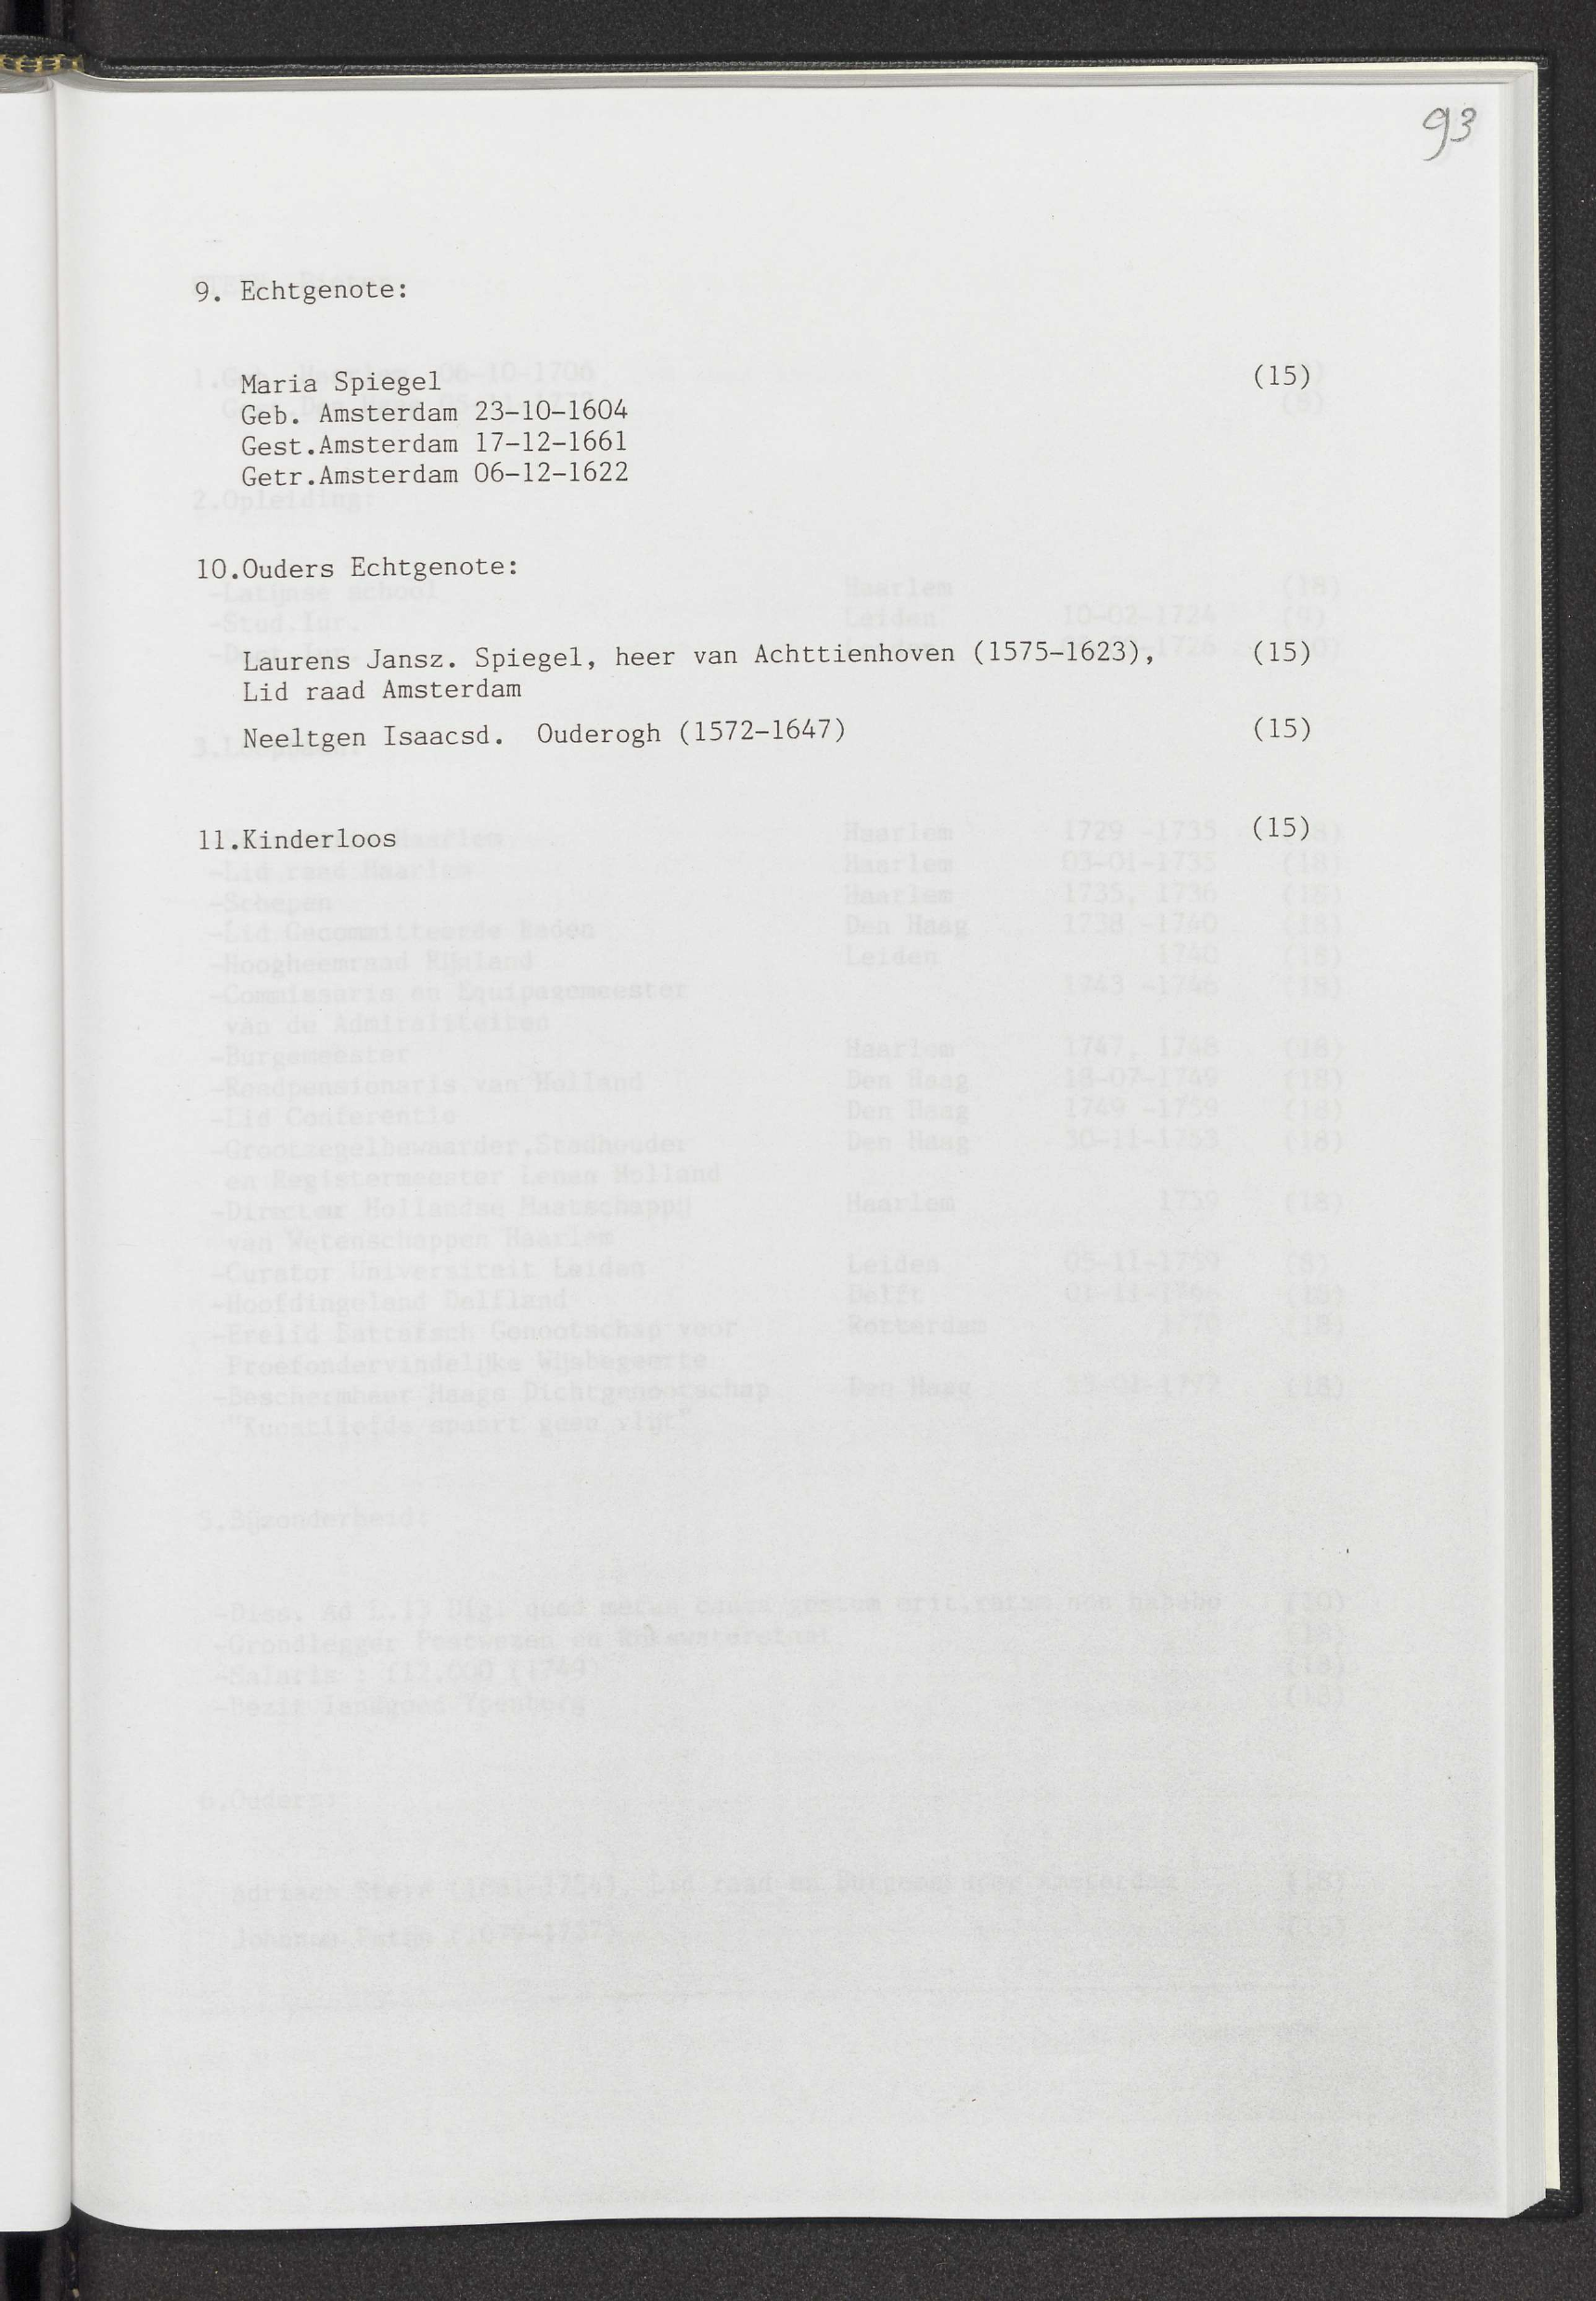 93
9. Echtgenote:
Maria Spiegel (15)
Geb. Amsterdam 23-10-1604
Gest.Amsterdam 17-12-1661
Getr.Amsterdam 06-12-1622
10.Ouders Echtgenote:
Laurens Jansz. Spiegel, heer van Achttienhoven (1575-1623), (15)
Lid raad Amsterdam
Neeltgen Isaacsd. Ouderogh (1572-1647) (15)
11.Kinderloos (15)